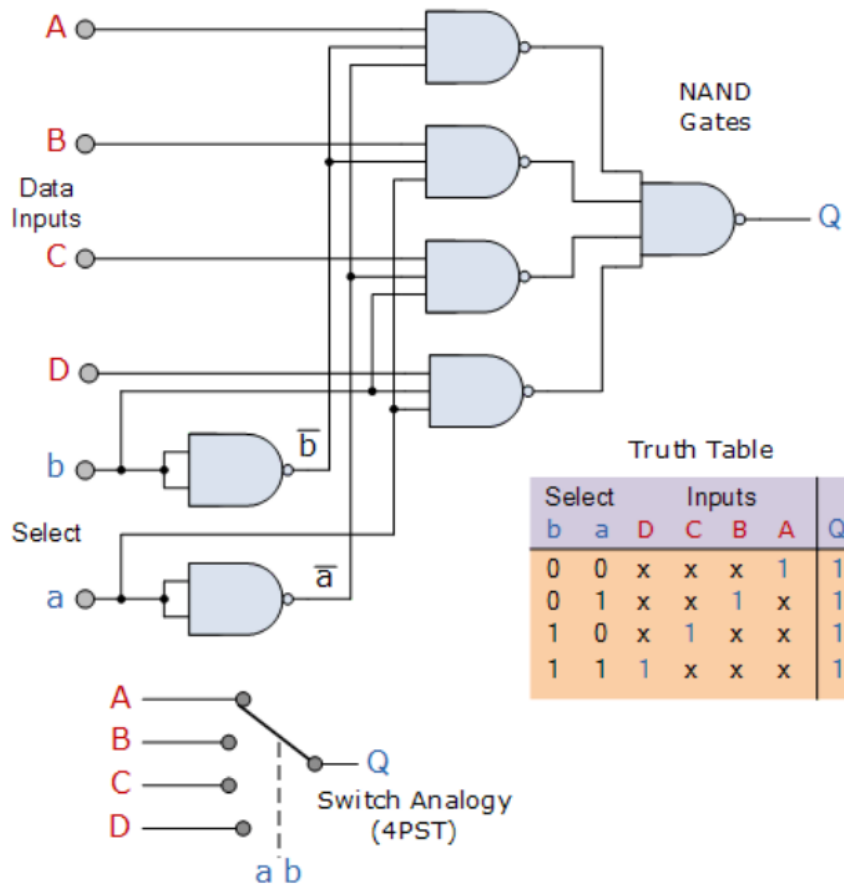 A
B
Data
Inputs
C
D
b
Select
a
b̅
a̅
NAND
Gates
Q
Truth Table
Select Inputs
b a D C B A Q
0 0 x x x 1 1
0 1 x x 1 x 1
1 0 x 1 x x 1
1 1 1 x x x 1
A
B
C
D
Q
Switch Analogy
(4PST)
a b